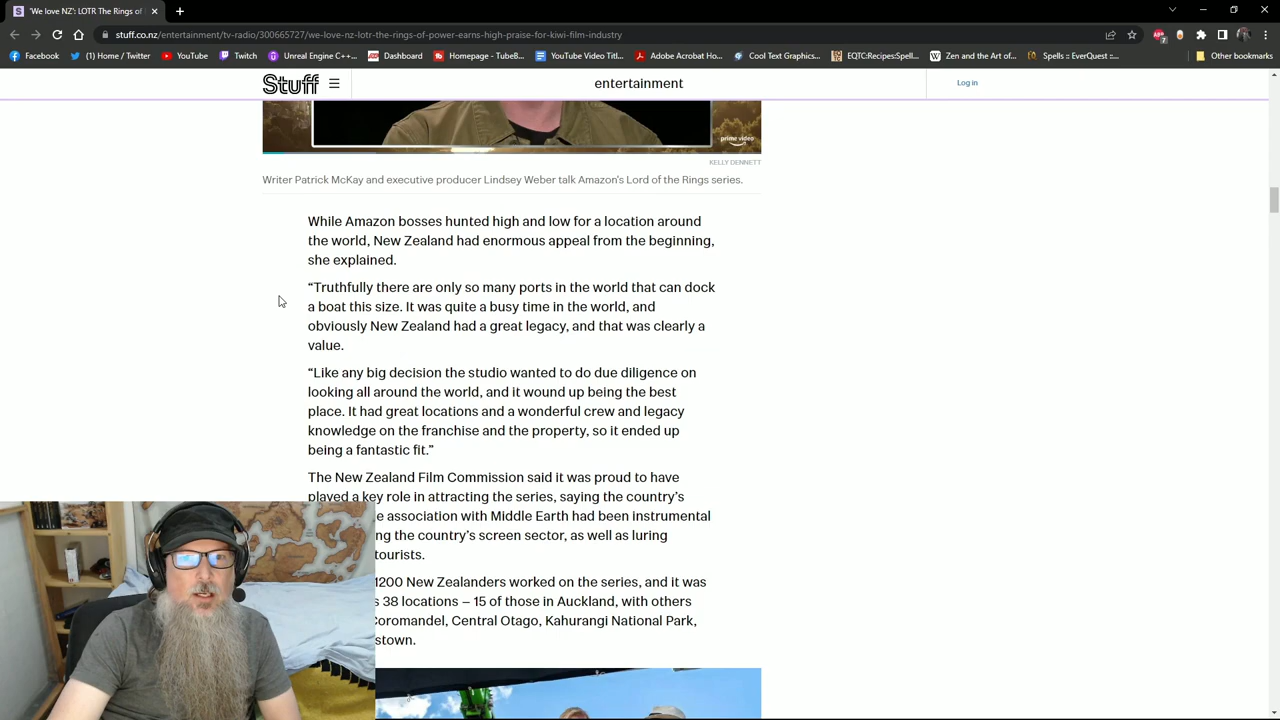 'We love NZ': LOTR The Rings of
stuff.co.nz/entertainment/tv-radio/300665727/we-love-nz-lotr-the-rings-of-power-earns-high-praise-for-kiwi-film-industry
Facebook (1) Home / Twitter YouTube Twitch Unreal Engine C++... Dashboard HOME - The MMO Tub... YouTube World Tub... Adobe Acrobat Ho... Cool Text Graphics... EQTC:RecipesSpell... Zen and the Art of... Spells :: EverQuest :... Other bookmarks
Stuff entertainment Log in
prime video
KELLY DENNETT
Writer Patrick McKay and executive producer Lindsey Weber talk Amazon's Lord of the Rings series.
While Amazon bosses hunted high and low for a location around
the world, New Zealand had enormous appeal from the beginning,
she explained.
“Truthfully there are only so many ports in the world that can dock
a boat this size. It was quite a busy time in the world, and
obviously New Zealand had a great legacy, and that was clearly a
value.
“Like any big decision the studio wanted to do due diligence on
looking all around the world, and it wound up being the best
place. It had great locations and a wonderful crew and legacy
knowledge on the franchise and the property, so it ended up
being a fantastic fit.”
The New Zealand Film Commission said it was proud to have
played a key role in attracting the series, saying the country’s
e association with Middle Earth had been instrumental
ng the country’s screen sector, as well as luring
tourists.
1200 New Zealanders worked on the series, and it was
s 38 locations – 15 of those in Auckland, with others
Coromandel, Central Otago, Kahurangi National Park,
stown.